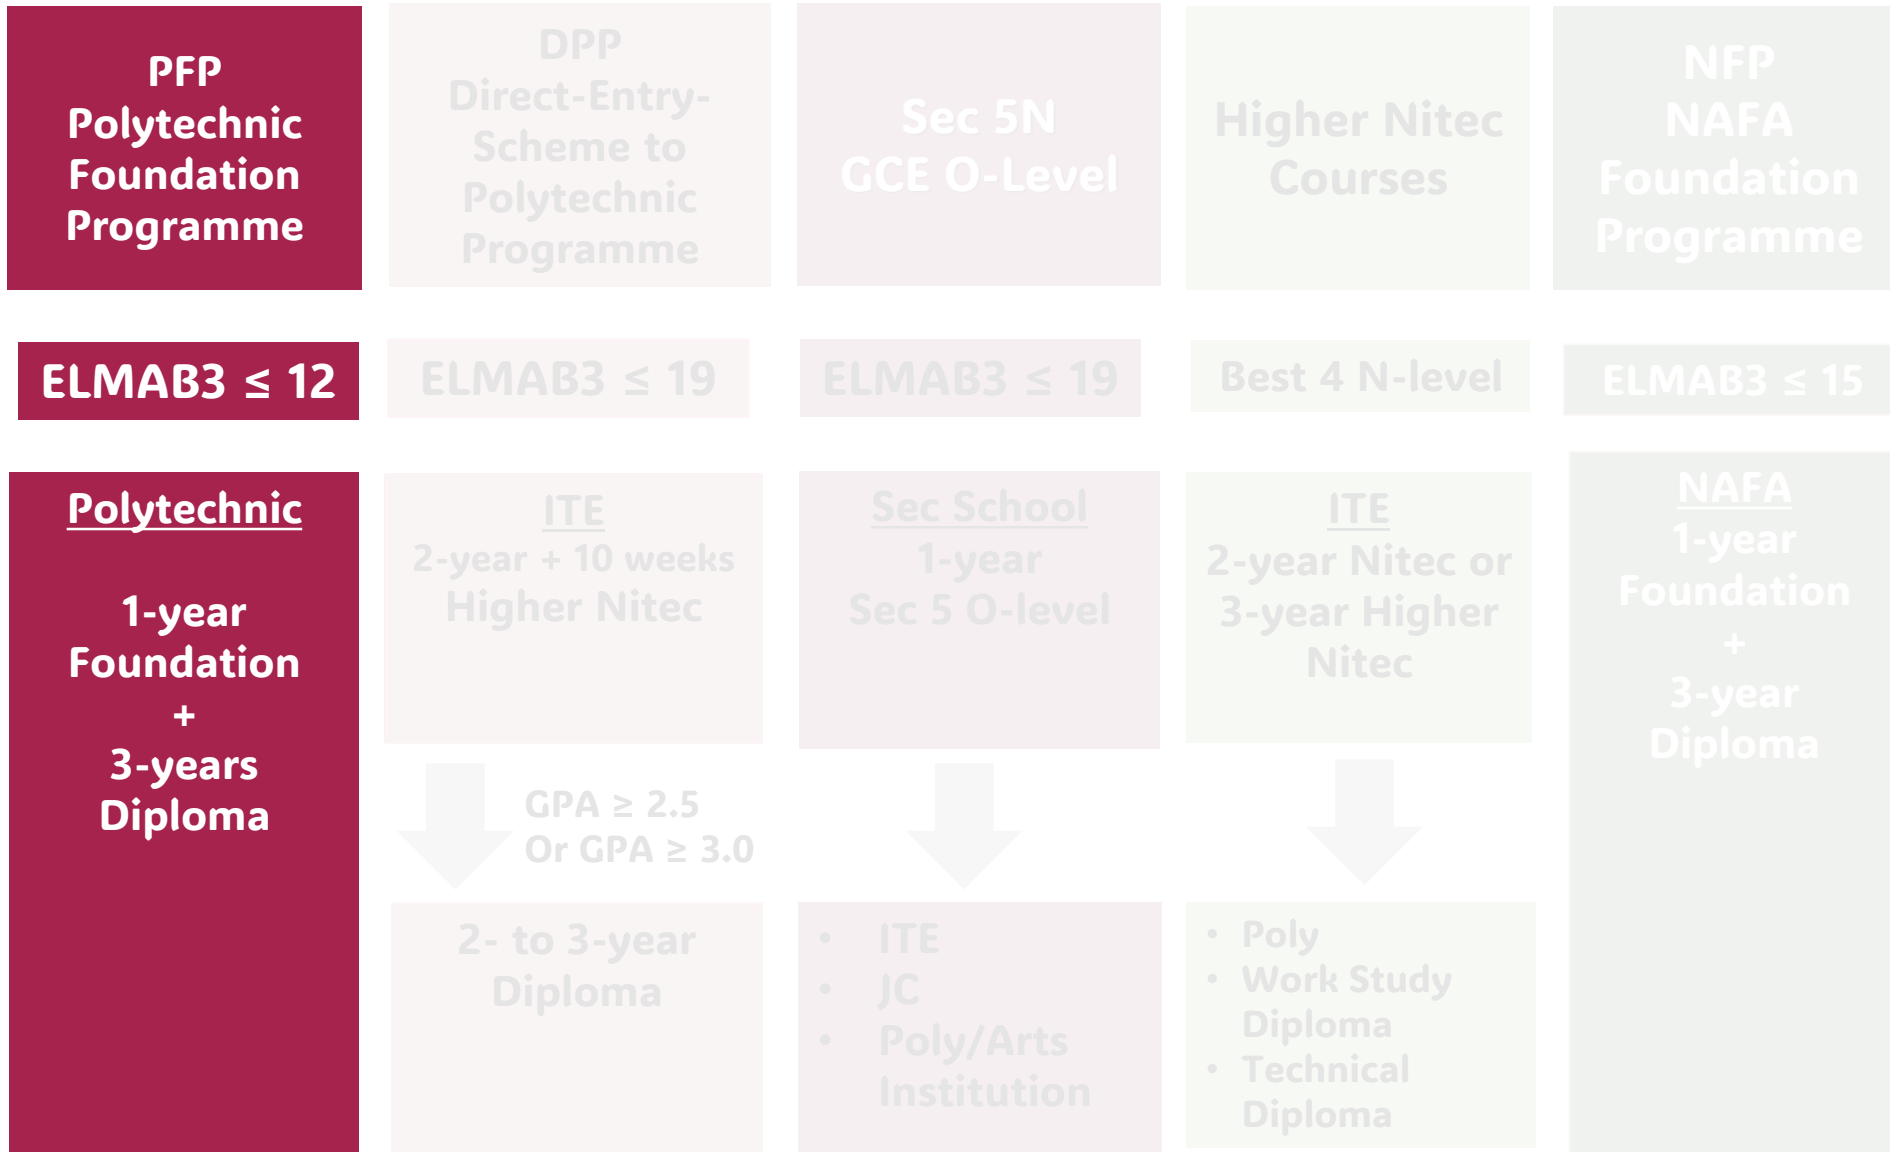 PFP
Polytechnic
Foundation
Programme
DPP
Direct-Entry-
Scheme to
Polytechnic
Programme
Sec 5N
GCE O-Level
Higher Nitec
Courses
NFP
NAFA
Foundation
Programme
ELMAB3 ≤ 12
ELMAB3 ≤ 19
ELMAB3 ≤ 19
Best 4 N-level
ELMAB3 ≤ 15
Polytechnic
1-year
Foundation
+
3-years
Diploma
ITE
2-year + 10 weeks
Higher Nitec
GPA ≥ 2.5
Or GPA ≥ 3.0
2- to 3-year
Diploma
Sec School
1-year
Sec 5 O-level
• ITE
• JC
• Poly/Arts
Institution
ITE
2-year Nitec or
3-year Higher
Nitec
• Poly
• Work Study
Diploma
• Technical
Diploma
NAFA
1-year
Foundation
+
3-year
Diploma